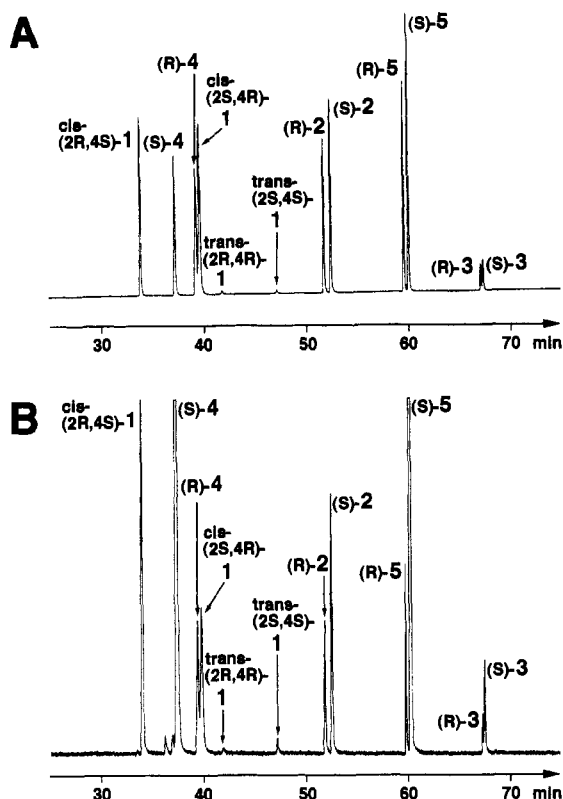 A
(S)-5
(R)-4
cis-
(2S,4R)-
1
(R)-5
cis-
(2R,4S)-1
(S)-4
(R)-2
(S)-2
trans-
(2S,4S)-
1
trans-
(2R,4R)-
1
(R)-3
(S)-3
30
40
50
60
70
min
B
cis-
(2R,4S)-1
(S)-4
(S)-5
(R)-4
(S)-2
cis-
(2S,4R)-
1
(R)-2
(R)-5
trans-
(2S,4S)-
1
trans-
(2R,4R)-
1
(S)-3
(R)-3
30
40
50
60
70
min